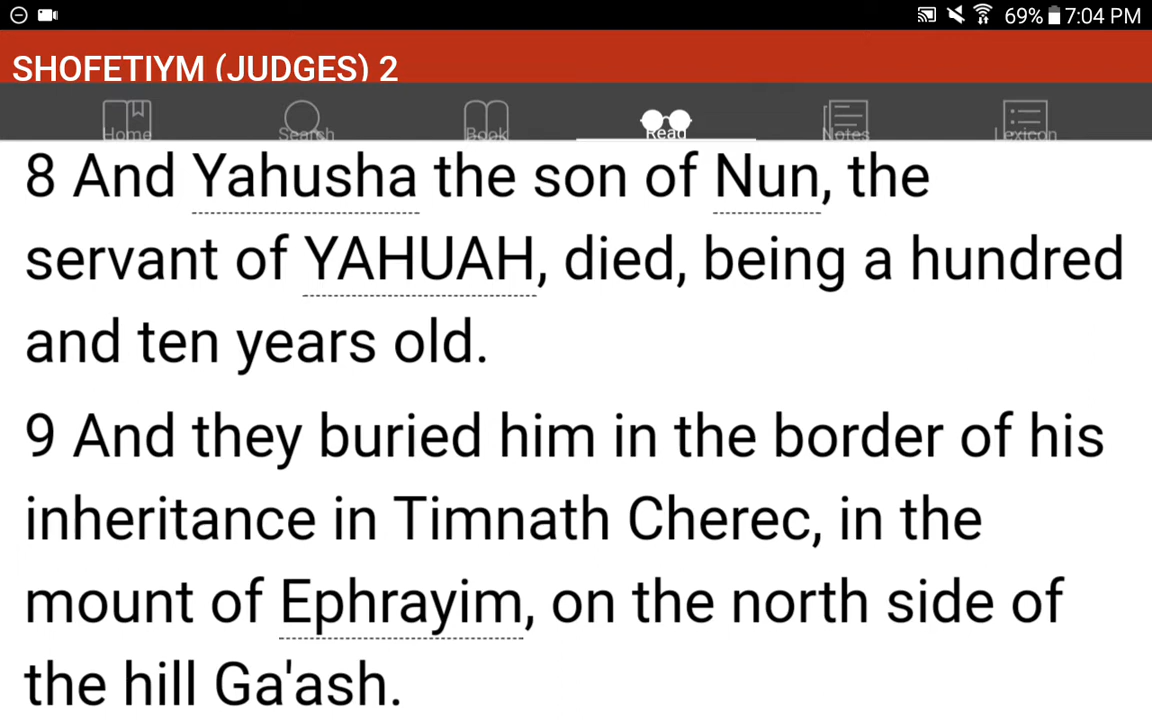 69% 7:04 PM
SHOFETIYM (JUDGES) 2
Home Search Book Read Notes Lexicon
8 And Yahusha the son of Nun, the
servant of YAHUAH, died, being a hundred
and ten years old.
9 And they buried him in the border of his
inheritance in Timnath Cherec, in the
mount of Ephrayim, on the north side of
the hill Ga'ash.